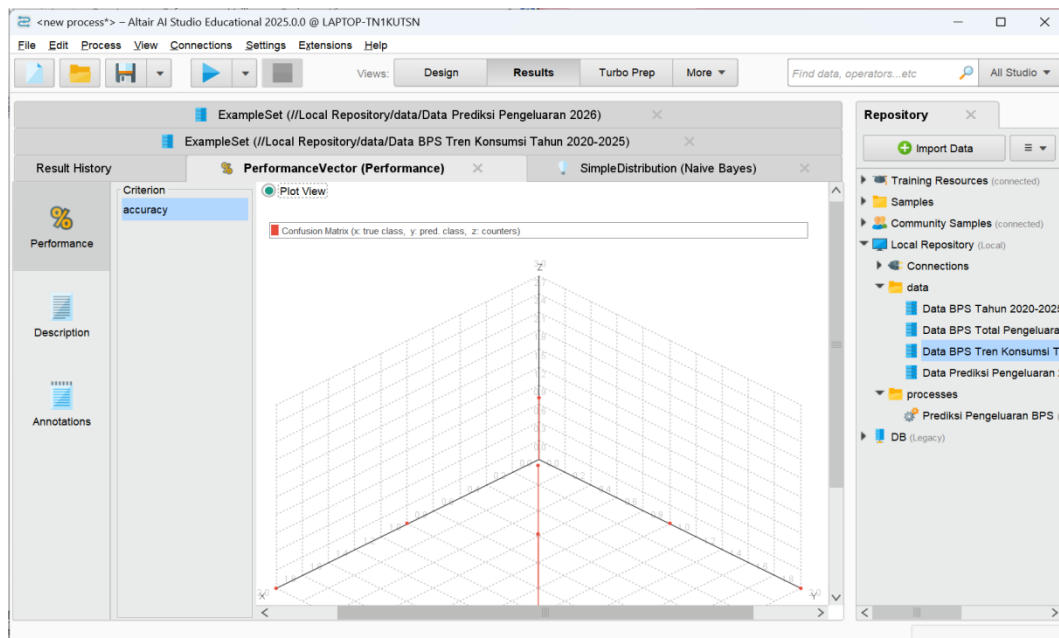 <new process*> – Altair AI Studio Educational 2025.0.0 @ LAPTOP-TN1KUTSN
File Edit Process View Connections Settings Extensions Help
Views: Design Results Turbo Prep More Find data, operators...etc All Studio
ExampleSet (//Local Repository/data/Data Prediksi Pengeluaran 2026)
ExampleSet (//Local Repository/data/Data BPS Tren Konsumsi Tahun 2020-2025)
Result History PerformanceVector (Performance) SimpleDistribution (Naive Bayes)
%
Performance
Description
Annotations
Criterion
accuracy
Plot View
Confusion Matrix (x: true class, y: pred. class, z: counters)
Z
X
Y
Repository
Import Data
Training Resources (connected)
Samples
Community Samples (connected)
Local Repository (Local)
Connections
data
Data BPS Tahun 2020-2025
Data BPS Total Pengeluara
Data BPS Tren Konsumsi T
Data Prediksi Pengeluaran
processes
Prediksi Pengeluaran BPS
DB (Legacy)